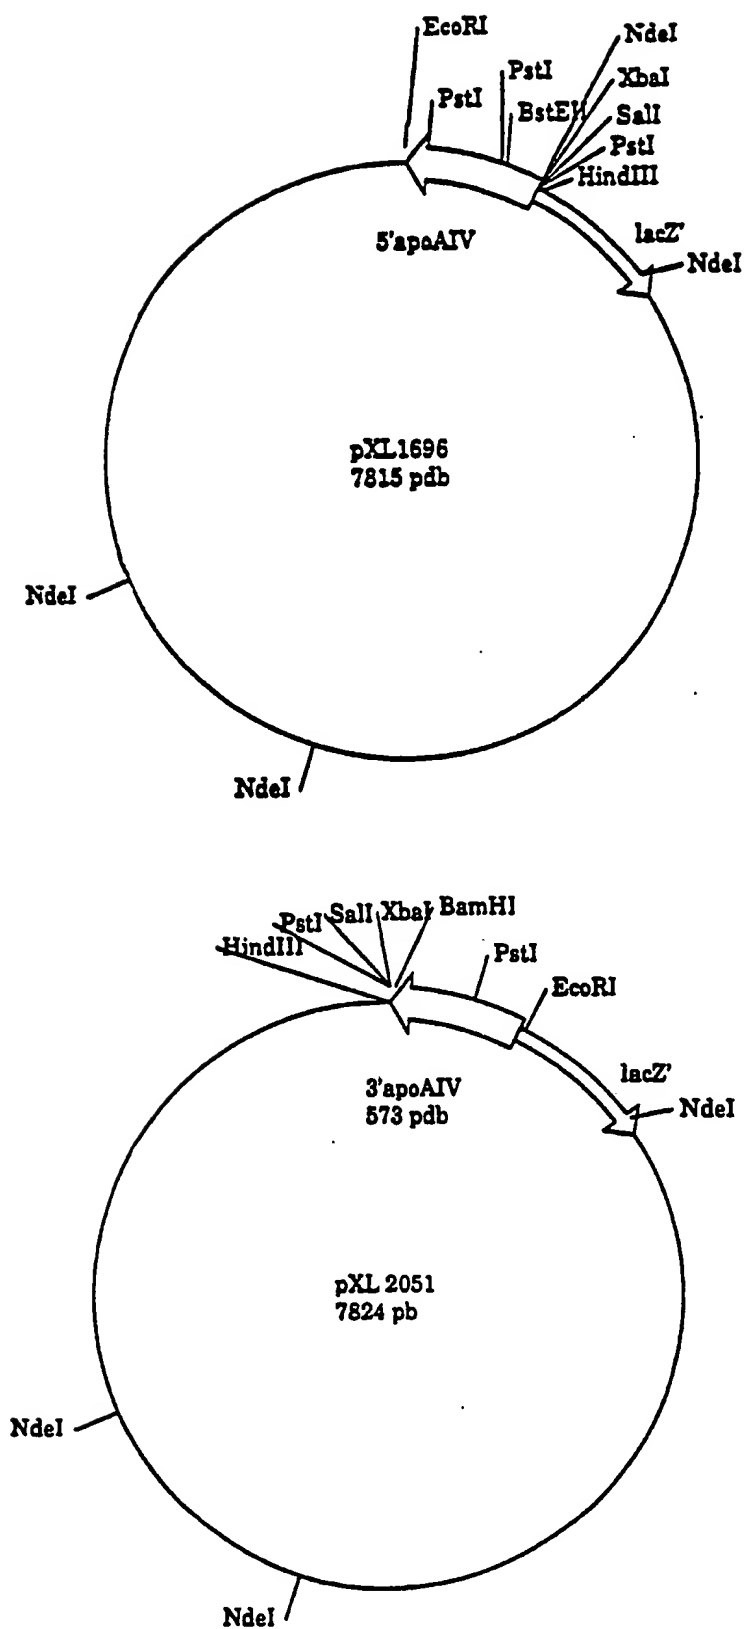 EcoRI
NdeI
PstI
XbaI
PstI
BstEII
SalI
PstI
HindIII
5'apoAIV
lacZ'
NdeI
pXL1696
7815 pdb
NdeI
NdeI
PstI
SalI
XbaI
BamHI
HindIII
PstI
EcoRI
3'apoAIV
573 pdb
lacZ'
NdeI
pXL 2051
7824 pb
NdeI
NdeI